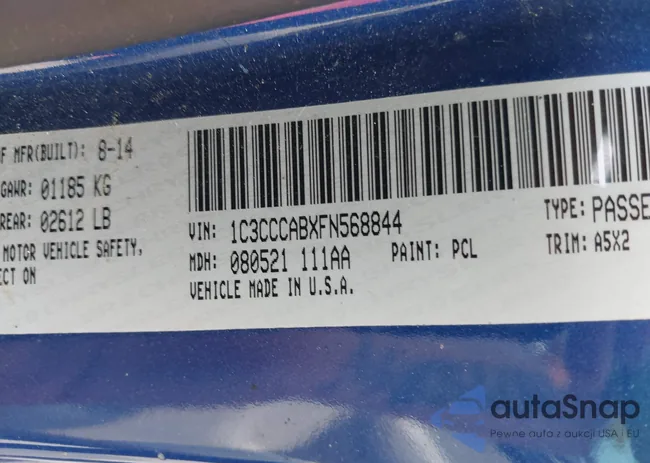 F MFR(BUILT): 8-14
GAWR: 01185 KG
REAR: 02612 LB
MOTOR VEHICLE SAFETY,
ECT ON
VIN: 1C3CCCABXFN568844
TYPE: PASSE
MDH: 080521 111AA PAINT: PCL
TRIM: A5X2
VEHICLE MADE IN U.S.A.
autaSnap
Pewne auta z aukcji USA i EU